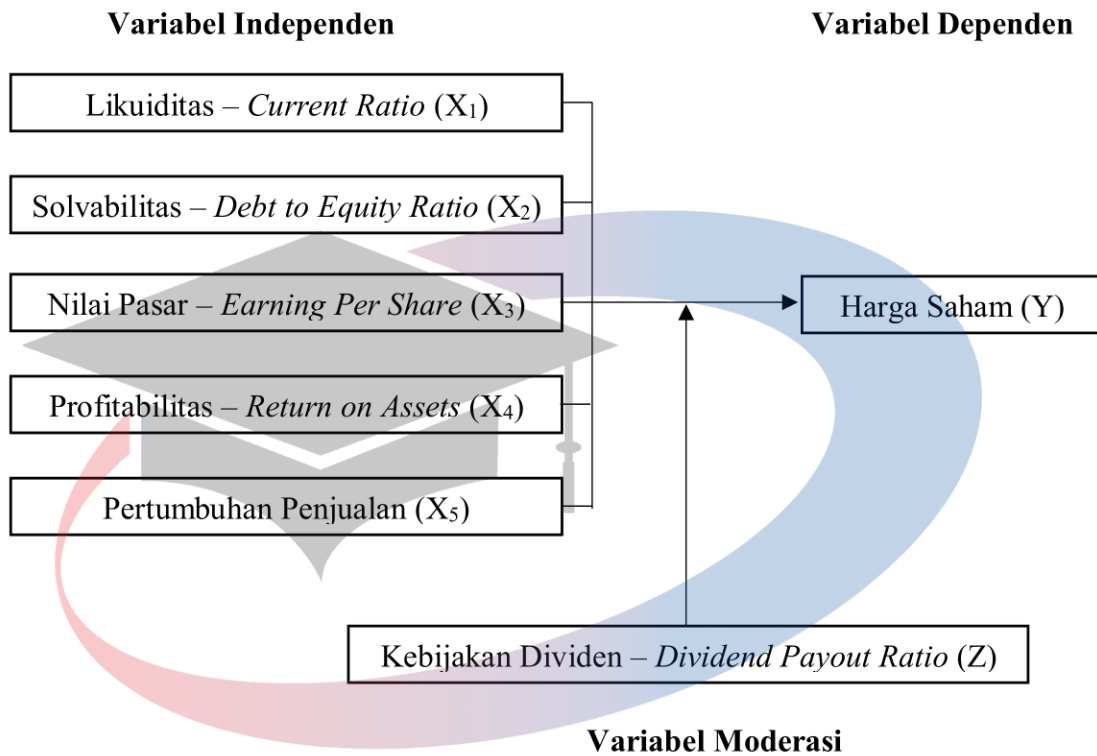 Variabel Independen
Variabel Dependen
Likuiditas – Current Ratio (X₁)
Solvabilitas – Debt to Equity Ratio (X₂)
Nilai Pasar – Earning Per Share (X₃)
Harga Saham (Y)
Profitabilitas – Return on Assets (X₄)
Pertumbuhan Penjualan (X₅)
Kebijakan Dividen – Dividend Payout Ratio (Z)
Variabel Moderasi